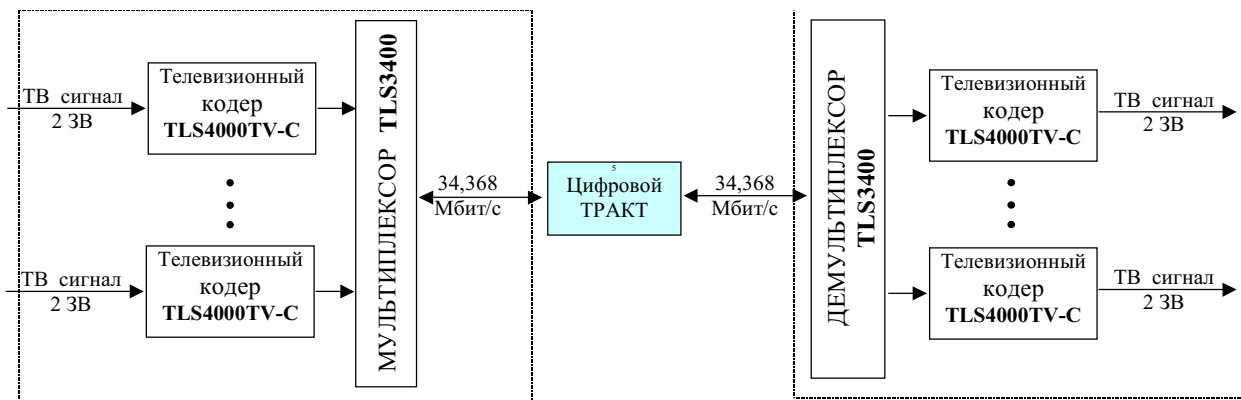 ТВ сигнал
2 ЗВ
Телевизионный
кодер
TLS4000TV-C
ТВ сигнал
2 ЗВ
Телевизионный
кодер
TLS4000TV-C
МУЛЬТИПЛЕКСОР TLS3400
34,368
Мбит/с
5
Цифровой
ТРАКТ
34,368
Мбит/с
ДЕМУЛЬТИПЛЕКСОР
TLS3400
Телевизионный
кодер
TLS4000TV-C
ТВ сигнал
2 ЗВ
Телевизионный
кодер
TLS4000TV-C
ТВ сигнал
2 ЗВ